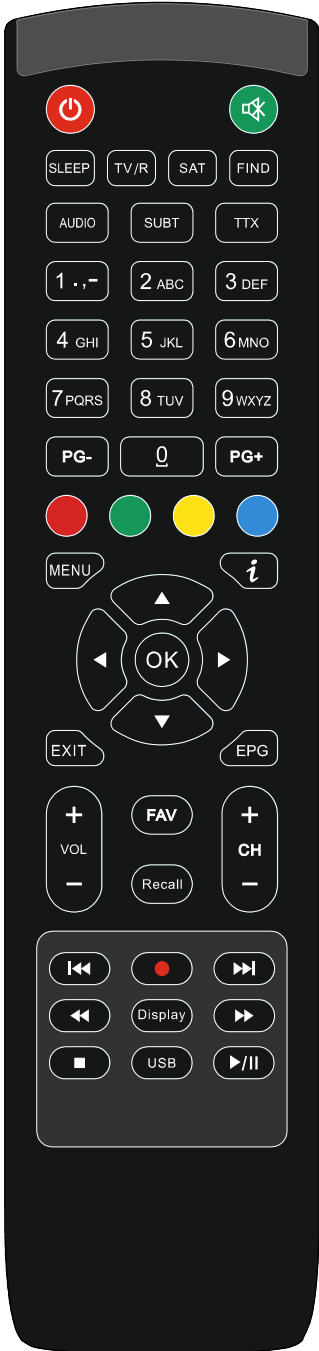 SLEEP TV/R SAT FIND
AUDIO SUBT TTX
1 .,- 2 ABC 3 DEF
4 GHI 5 JKL 6 MNO
7 PQRS 8 TUV 9 WXYZ
PG- 0 PG+
MENU i
OK
EXIT EPG
+ FAV +
VOL CH
- Recall -
Display
USB